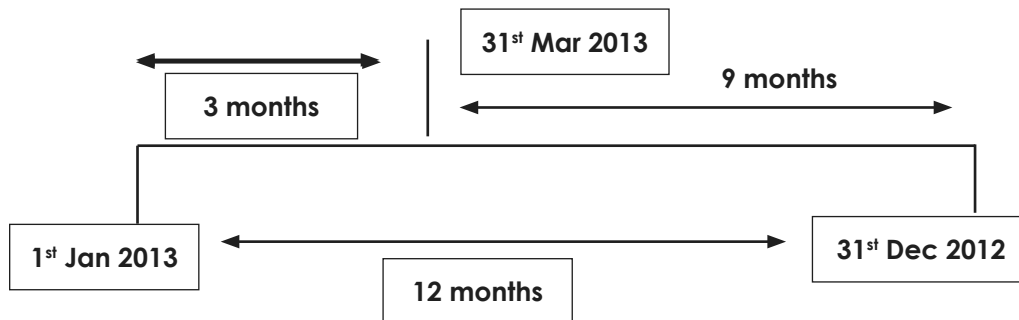 31st Mar 2013
3 months
9 months
1st Jan 2013
31st Dec 2012
12 months